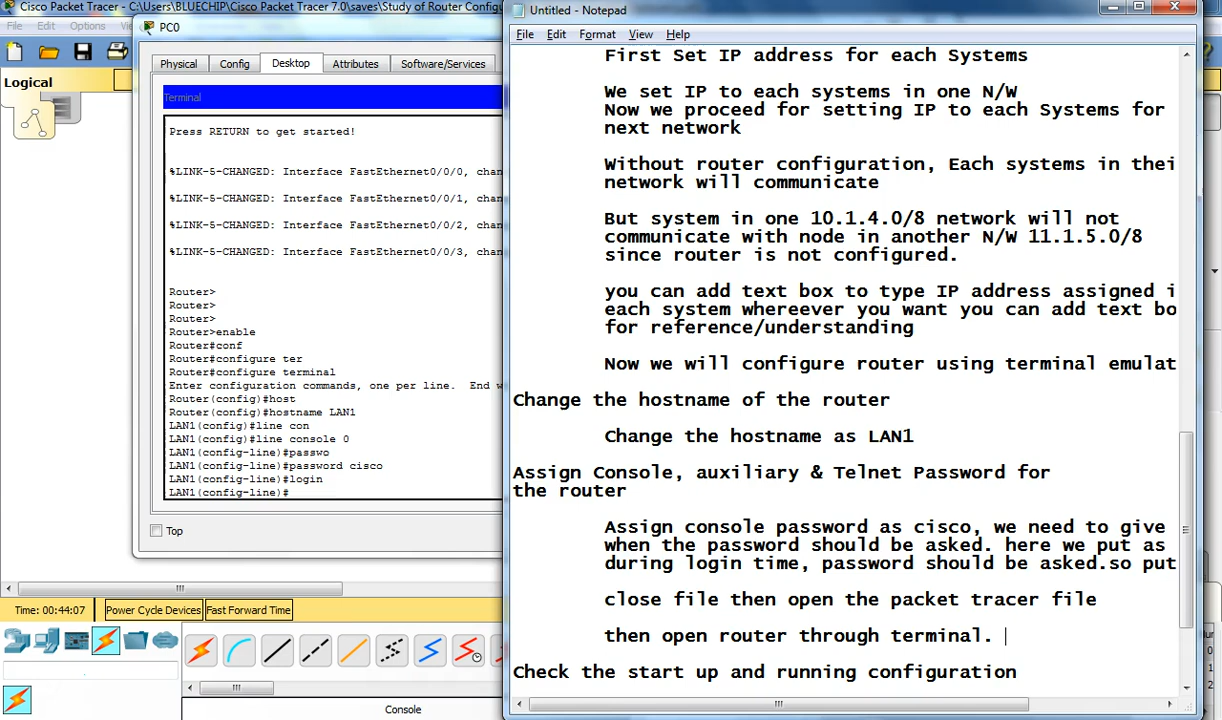 Cisco Packet Tracer - C:\Users\BLUECHIP\Cisco Packet Tracer 7.0\saves\Study of Router Configu
File Edit Options
Logical
PC0
Physical Config Desktop Attributes Software/Services
Terminal
Press RETURN to get started!
%LINK-5-CHANGED: Interface FastEthernet0/0/0, chan
%LINK-5-CHANGED: Interface FastEthernet0/0/1, chan
%LINK-5-CHANGED: Interface FastEthernet0/0/2, chan
%LINK-5-CHANGED: Interface FastEthernet0/0/3, chan
Router>
Router>
Router>
Router>enable
Router#conf
Router#configure ter
Router#configure terminal
Enter configuration commands, one per line.  End w
Router(config)#host
Router(config)#hostname LAN1
LAN1(config)#line con
LAN1(config)#line console 0
LAN1(config-line)#passwo
LAN1(config-line)#password cisco
LAN1(config-line)#login
LAN1(config-line)#
Top
Time: 00:44:07 Power Cycle Devices Fast Forward Time
Console
Untitled - Notepad
File Edit Format View Help
First Set IP address for each Systems
We set IP to each systems in one N/W
Now we proceed for setting IP to each Systems for
next network
Without router configuration, Each systems in thei
network will communicate
But system in one 10.1.4.0/8 network will not
communicate with node in another N/W 11.1.5.0/8
since router is not configured.
you can add text box to type IP address assigned i
each system whereever you want you can add text bo
for reference/understanding
Now we will configure router using terminal emulat
Change the hostname of the router
Change the hostname as LAN1
Assign Console, auxiliary & Telnet Password for
the router
Assign console password as cisco, we need to give
when the password should be asked. here we put as
during login time, password should be asked.so put
close file then open the packet tracer file
then open router through terminal.
Check the start up and running configuration